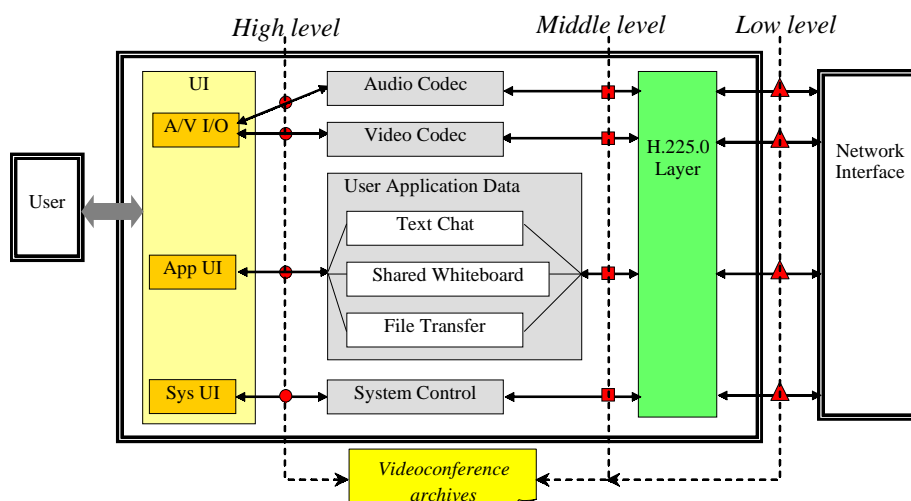 High level
Middle level
Low level
UI
Audio Codec
A/V I/O
Video Codec
H.225.0
Layer
Network
Interface
User
User Application Data
Text Chat
App UI
Shared Whiteboard
File Transfer
Sys UI
System Control
Videoconference
archives